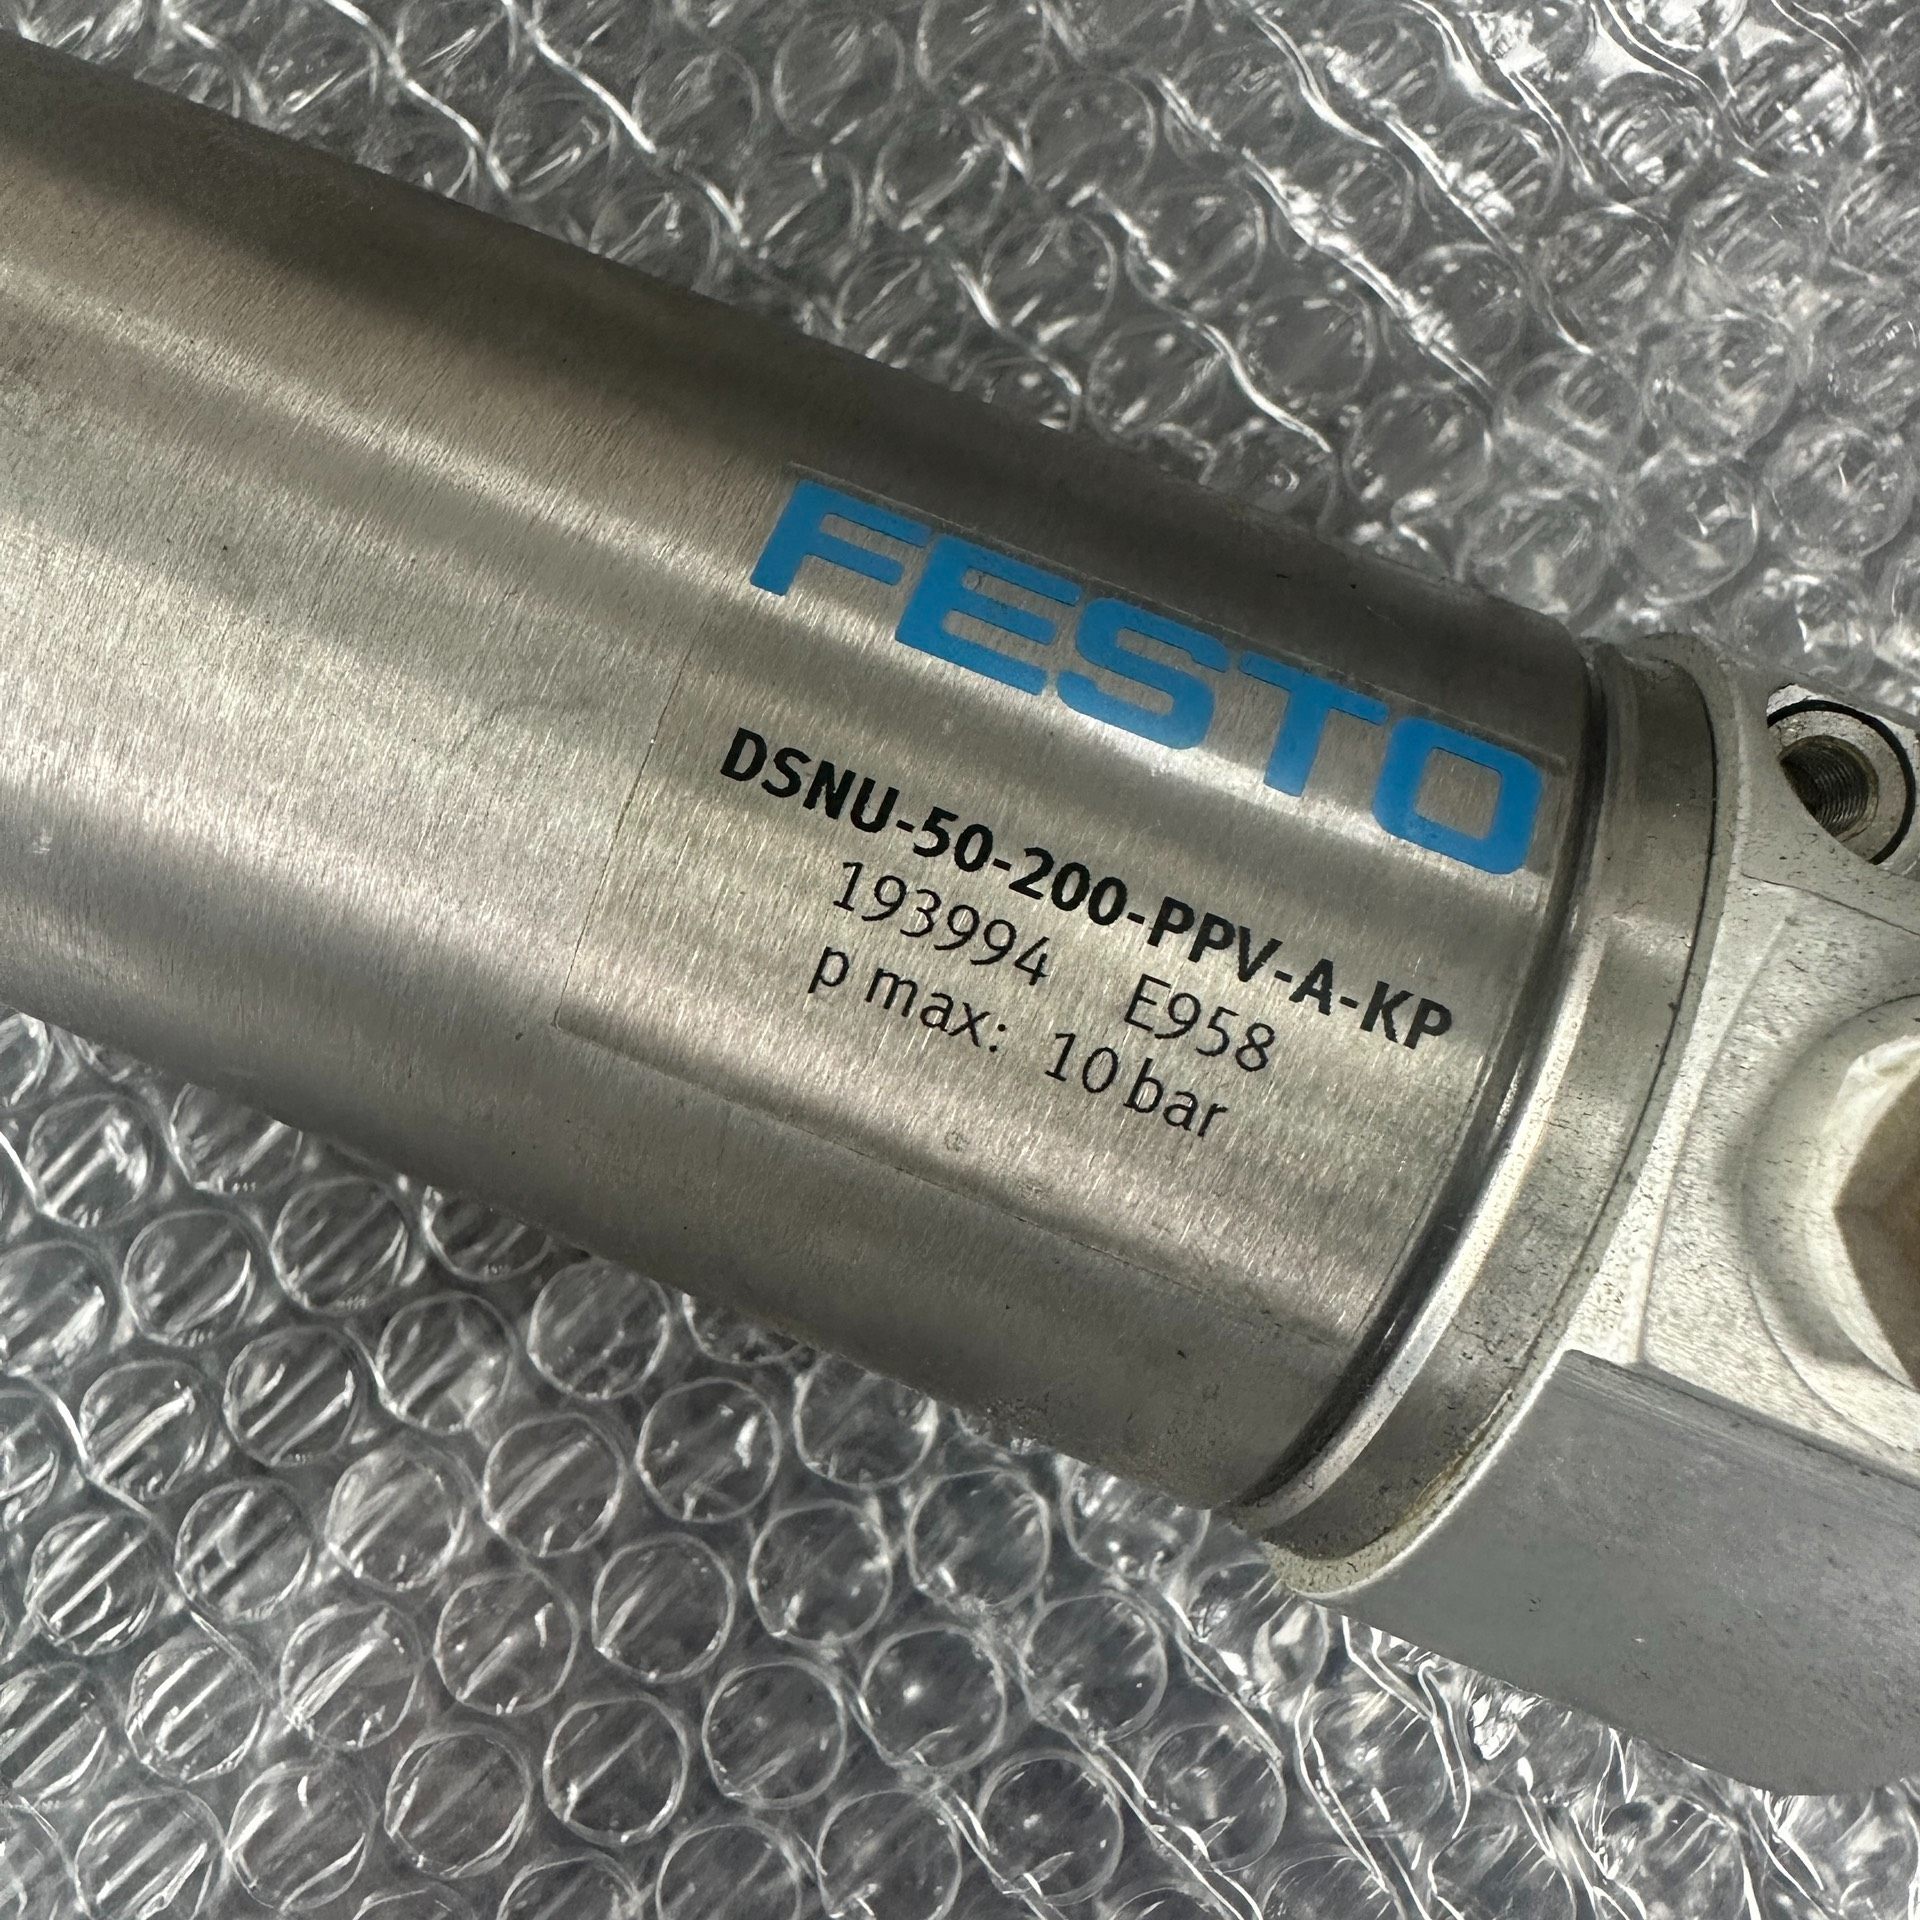 FESTO
DSNU-50-200-PPV-A-KP
193994 E958
p max: 10 bar